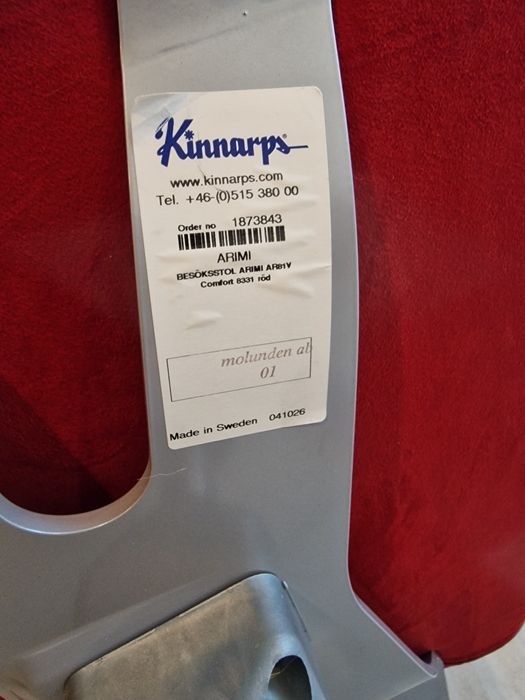 Kinnarps®
www.kinnarps.com
Tel. +46-(0)515 380 00
Order no 1873843
ARIMI
BESÖKSSTOL ARIMI AR81V
Comfort 8331 röd
molunden ab
01
Made in Sweden 041026